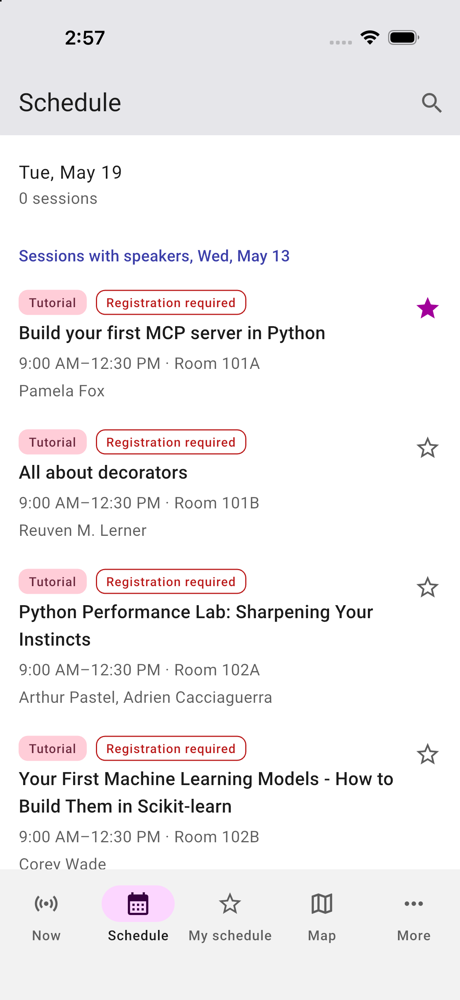 2:57
Schedule
Tue, May 19
0 sessions
Sessions with speakers, Wed, May 13
Tutorial Registration required
Build your first MCP server in Python
9:00 AM–12:30 PM · Room 101A
Pamela Fox
Tutorial Registration required
All about decorators
9:00 AM–12:30 PM · Room 101B
Reuven M. Lerner
Tutorial Registration required
Python Performance Lab: Sharpening Your
Instincts
9:00 AM–12:30 PM · Room 102A
Arthur Pastel, Adrien Cacciaguerra
Tutorial Registration required
Your First Machine Learning Models - How to
Build Them in Scikit-learn
9:00 AM–12:30 PM · Room 102B
Corey Wade
Now Schedule My schedule Map More